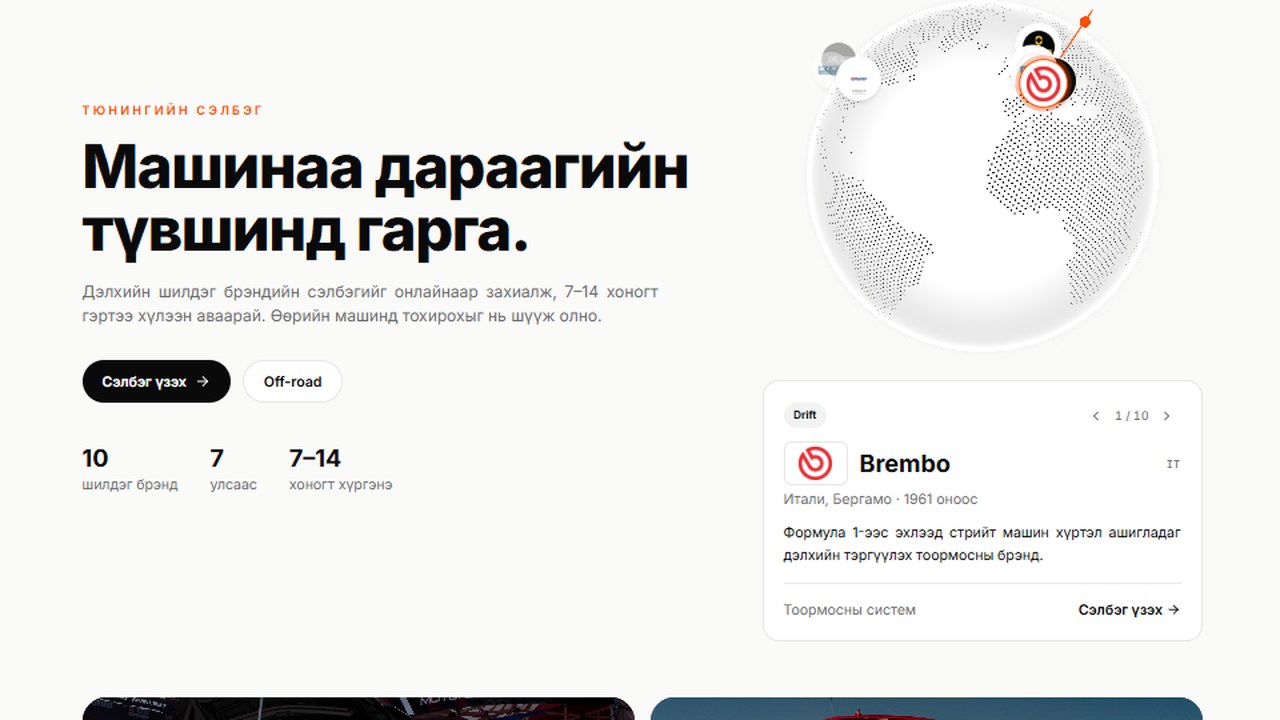 ТЮНИНГИЙН СЭЛБЭГ
Машинаа дараагийн
түвшинд гарга.
Дэлхийн шилдэг брэндийн сэлбэгийг онлайнаар захиалж, 7–14 хоногт
гэртээ хүлээн аваарай. Өөрийн машинд тохирохыг нь шүүж олно.
Сэлбэг үзэх →
Off-road
10
шилдэг брэнд
7
улсаас
7–14
хоногт хүргэнэ
Drift
1 / 10
Brembo
IT
Итали, Бергамо · 1961 оноос
Формула 1-ээс эхлээд стрийт машин хүртэл ашигладаг
дэлхийн тэргүүлэх тоормосны брэнд.
Тоормосны систем
Сэлбэг үзэх →